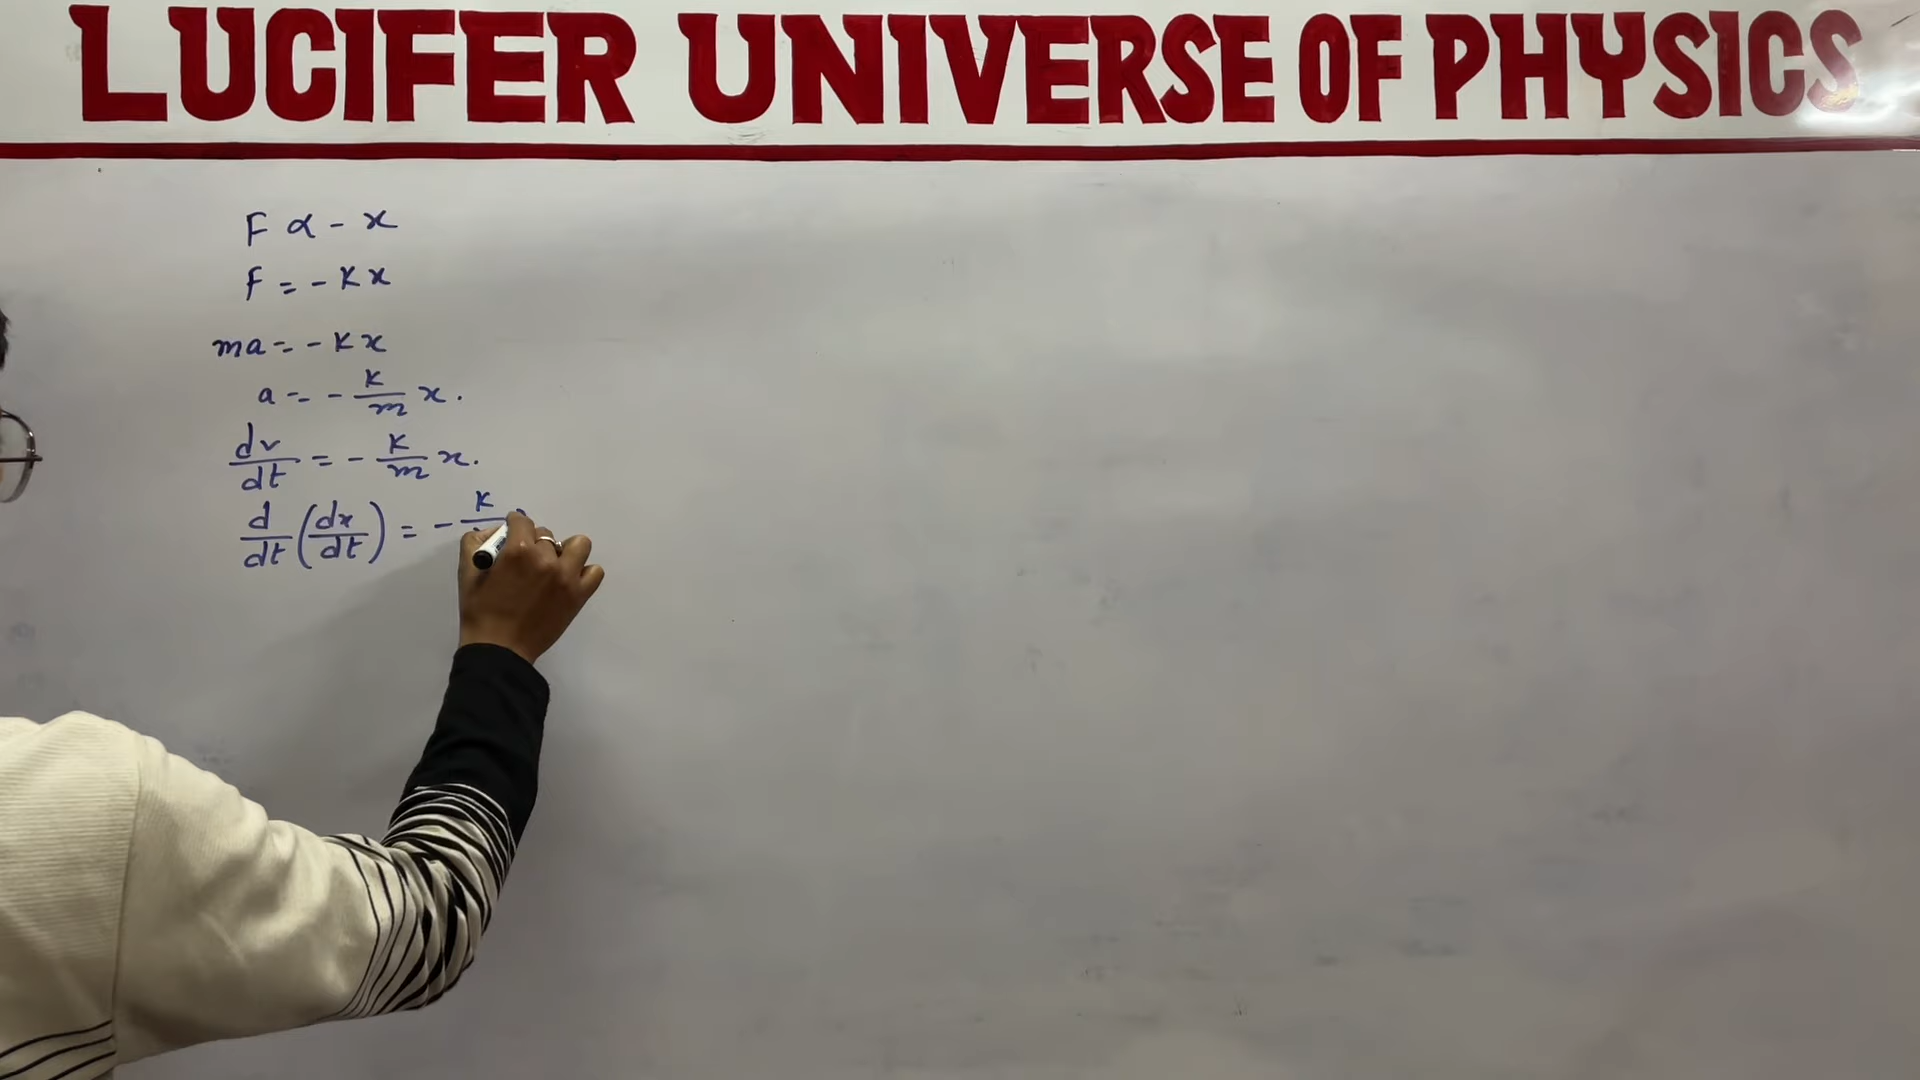 LUCIFER UNIVERSE OF PHYSICS
F ∝ - x
F = - K x
ma = - K x
a = - K/m x.
dv/dt = - K/m x.
d/dt (dx/dt) = - K